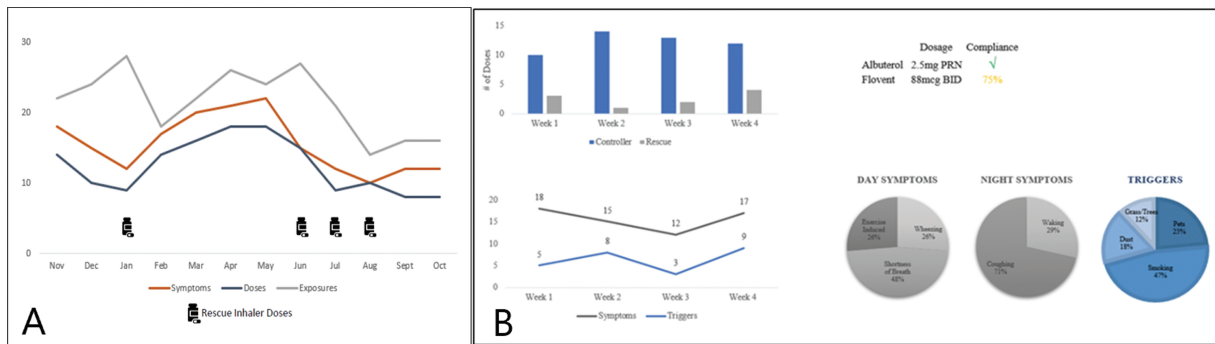 30
20
10
0
Nov Dec Jan Feb Mar Apr May Jun Jul Aug Sept Oct
Symptoms Doses Exposures
Rescue Inhaler Doses
A
# of Doses
15
10
5
0
Week 1 Week 2 Week 3 Week 4
Controller Rescue
Dosage Compliance
Albuterol 2.5mg PRN √
Flovent 88mcg BID 75%
20
15
10
5
0
18 15 12 17
5 8 3 9
Week 1 Week 2 Week 3 Week 4
Symptoms Triggers
B
DAY SYMPTOMS
Exercise
Induced
26%
Wheezing
26%
Shortness
of Breath
48%
NIGHT SYMPTOMS
Waking
29%
Coughing
71%
TRIGGERS
Grass/Trees
12%
Pets
23%
Dust
18%
Smoking
47%